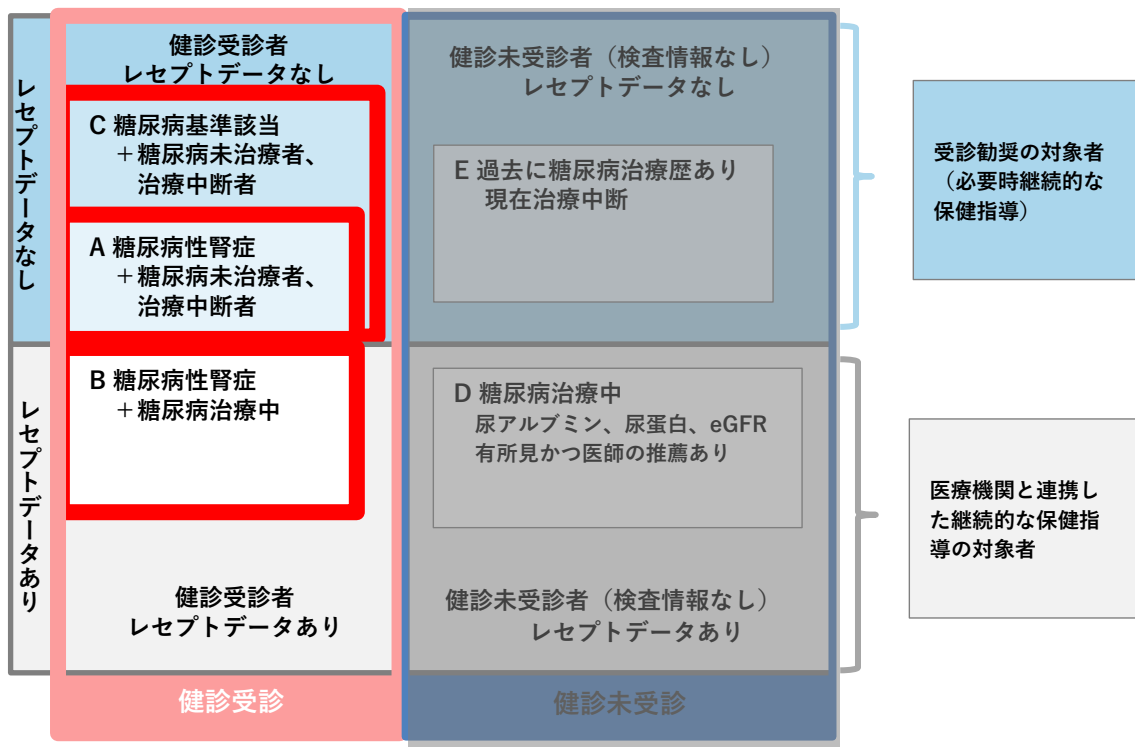 レセプトデータなし
健診受診者
レセプトデータなし
C 糖尿病基準該当
＋糖尿病未治療者、
治療中断者
A 糖尿病性腎症
＋糖尿病未治療者、
治療中断者
健診未受診者（検査情報なし）
レセプトデータなし
E 過去に糖尿病治療歴あり
現在治療中断
受診勧奨の対象者
（必要時継続的な
保健指導）
レセプトデータあり
B 糖尿病性腎症
＋糖尿病治療中
健診受診者
レセプトデータあり
D 糖尿病治療中
尿アルブミン、尿蛋白、eGFR
有所見かつ医師の推薦あり
健診未受診者（検査情報なし）
レセプトデータあり
医療機関と連携し
た継続的な保健指
導の対象者
健診受診
健診未受診